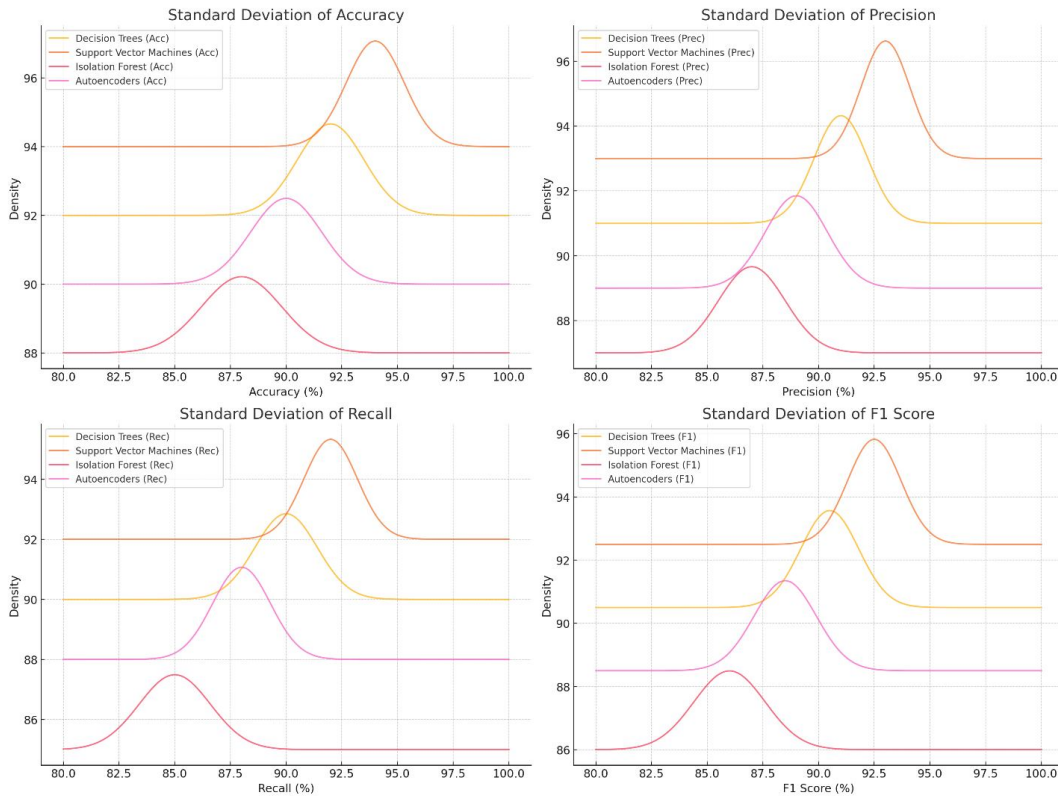 Standard Deviation of Accuracy
Decision Trees (Acc)
Support Vector Machines (Acc)
Isolation Forest (Acc)
Autoencoders (Acc)
Density
96
94
92
90
88
80.0 82.5 85.0 87.5 90.0 92.5 95.0 97.5 100.0
Accuracy (%)
Standard Deviation of Precision
Decision Trees (Prec)
Support Vector Machines (Prec)
Isolation Forest (Prec)
Autoencoders (Prec)
Density
96
94
92
90
88
80.0 82.5 85.0 87.5 90.0 92.5 95.0 97.5 100.0
Precision (%)
Standard Deviation of Recall
Decision Trees (Rec)
Support Vector Machines (Rec)
Isolation Forest (Rec)
Autoencoders (Rec)
Density
94
92
90
88
86
80.0 82.5 85.0 87.5 90.0 92.5 95.0 97.5 100.0
Recall (%)
Standard Deviation of F1 Score
Decision Trees (F1)
Support Vector Machines (F1)
Isolation Forest (F1)
Autoencoders (F1)
Density
96
94
92
90
88
86
80.0 82.5 85.0 87.5 90.0 92.5 95.0 97.5 100.0
F1 Score (%)